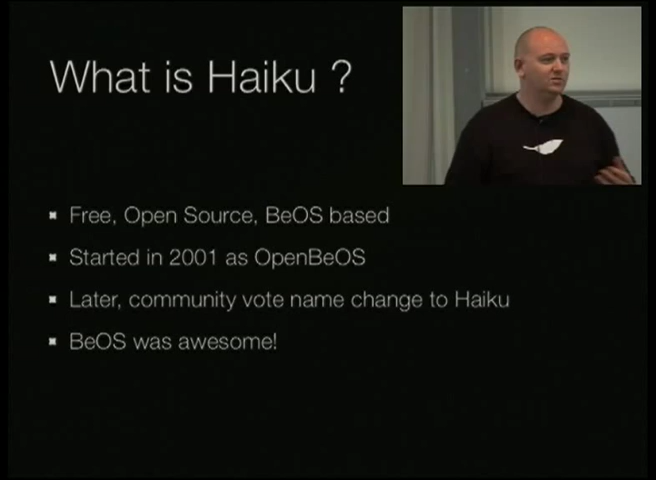 What is Haiku ?
Free, Open Source, BeOS based
Started in 2001 as OpenBeOS
Later, community vote name change to Haiku
BeOS was awesome!